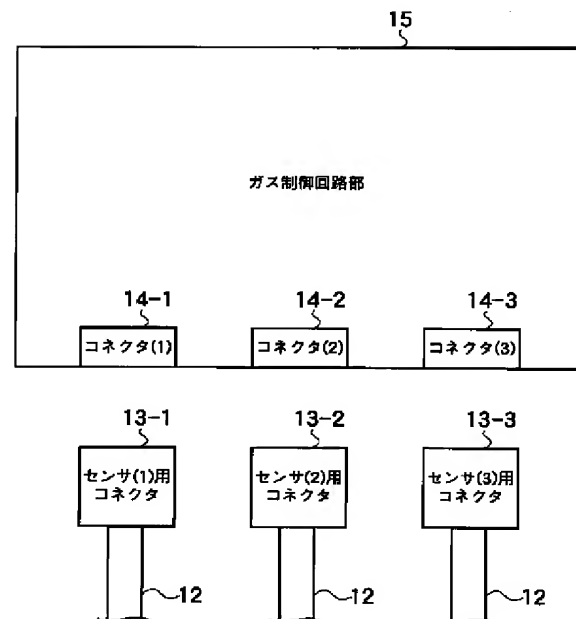 15
ガス制御回路部
14-1 14-2 14-3
コネクタ(1) コネクタ(2) コネクタ(3)
13-1 13-2 13-3
センサ(1)用 センサ(2)用 センサ(3)用
コネクタ コネクタ コネクタ
12 12 12